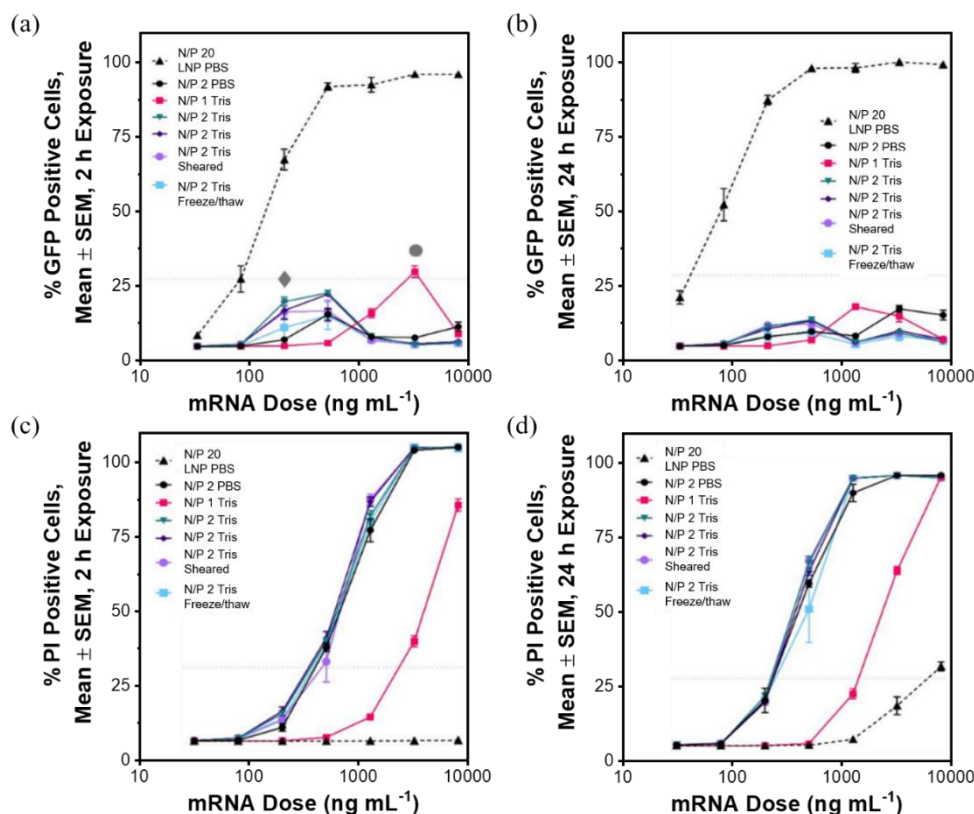 (a)
% GFP Positive Cells,
Mean ± SEM, 2 h Exposure
100
75
50
25
0
N/P 20
LNP PBS
N/P 2 PBS
N/P 1 Tris
N/P 2 Tris
N/P 2 Tris
N/P 2 Tris
Sheared
N/P 2 Tris
Freeze/thaw
10
100
1000
10000
mRNA Dose (ng mL⁻¹)
(b)
% GFP Positive Cells,
Mean ± SEM, 24 h Exposure
100
75
50
25
0
N/P 20
LNP PBS
N/P 2 PBS
N/P 1 Tris
N/P 2 Tris
N/P 2 Tris
N/P 2 Tris
Sheared
N/P 2 Tris
Freeze/thaw
10
100
1000
10000
mRNA Dose (ng mL⁻¹)
(c)
% PI Positive Cells,
Mean ± SEM, 2 h Exposure
100
75
50
25
0
N/P 20
LNP PBS
N/P 2 PBS
N/P 1 Tris
N/P 2 Tris
N/P 2 Tris
N/P 2 Tris
Sheared
N/P 2 Tris
Freeze/thaw
10
100
1000
10000
mRNA Dose (ng mL⁻¹)
(d)
% PI Positive Cells,
Mean ± SEM, 24 h Exposure
100
75
50
25
0
N/P 20
LNP PBS
N/P 2 PBS
N/P 1 Tris
N/P 2 Tris
N/P 2 Tris
N/P 2 Tris
Sheared
N/P 2 Tris
Freeze/thaw
10
100
1000
10000
mRNA Dose (ng mL⁻¹)